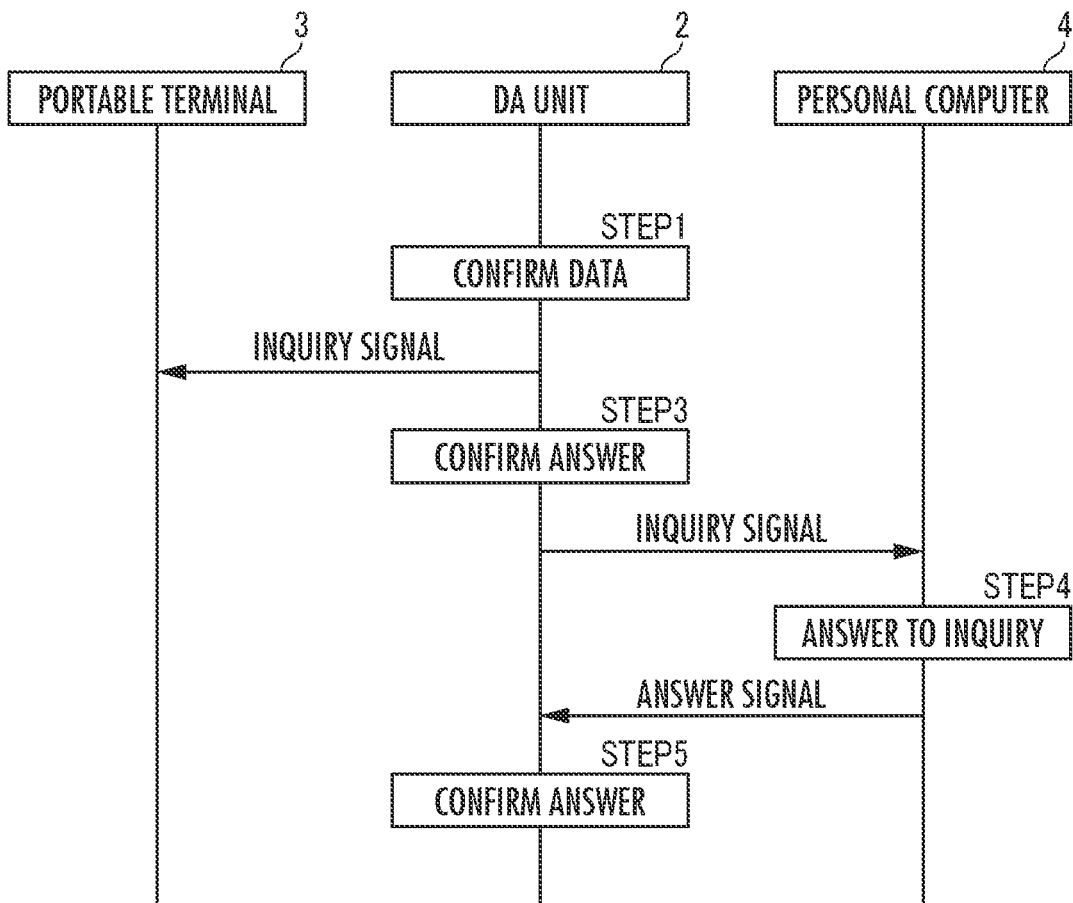 3
2
4
PORTABLE TERMINAL
DA UNIT
PERSONAL COMPUTER
STEP1
CONFIRM DATA
INQUIRY SIGNAL
STEP3
CONFIRM ANSWER
INQUIRY SIGNAL
STEP4
ANSWER TO INQUIRY
ANSWER SIGNAL
STEP5
CONFIRM ANSWER